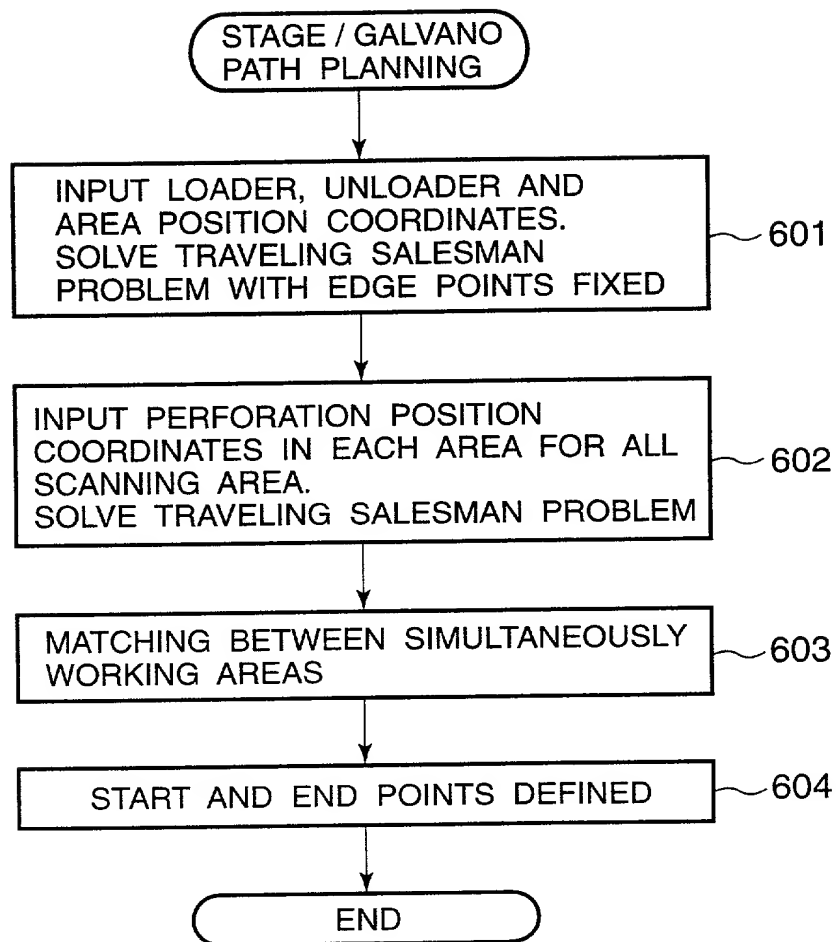 STAGE / GALVANO
PATH PLANNING
INPUT LOADER, UNLOADER AND
AREA POSITION COORDINATES.
SOLVE TRAVELING SALESMAN
PROBLEM WITH EDGE POINTS FIXED
601
INPUT PERFORATION POSITION
COORDINATES IN EACH AREA FOR ALL
SCANNING AREA.
SOLVE TRAVELING SALESMAN PROBLEM
602
MATCHING BETWEEN SIMULTANEOUSLY
WORKING AREAS
603
START AND END POINTS DEFINED
604
END